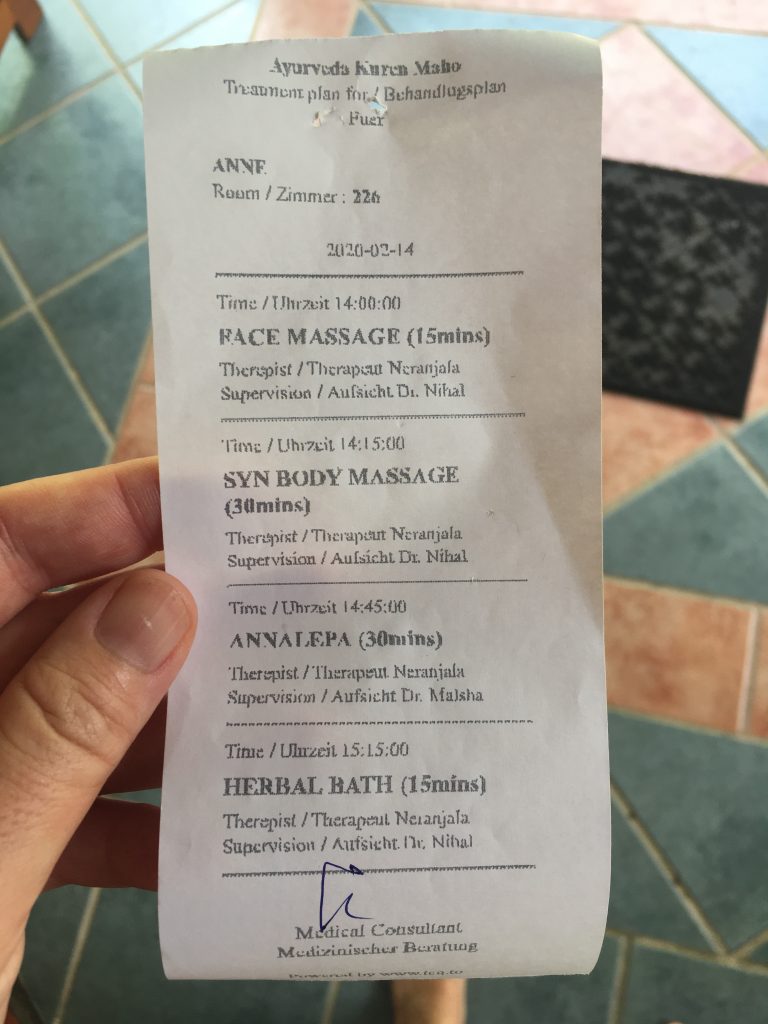 Ayurveda Kuren Maho
Treatment plan for / Behandlugsplan
Fuer
ANNE
Room / Zimmer : 226
2020-02-14
Time / Uhrzeit 14:00:00
FACE MASSAGE (15mins)
Therepist / Therapeut Neranjala
Supervision / Aufsicht Dr. Nihal
Time / Uhrzeit 14:15:00
SYN BODY MASSAGE
(30mins)
Therepist / Therapeut Neranjala
Supervision / Aufsicht Dr. Nihal
Time / Uhrzeit 14:45:00
ANNALEPA (30mins)
Therepist / Therapeut Neranjala
Supervision / Aufsicht Dr. Malsha
Time / Uhrzeit 15:15:00
HERBAL BATH (15mins)
Therepist / Therapeut Neranjala
Supervision / Aufsicht Dr. Nihal
Medical Consultant
Medizinischer Beratung
Powered by